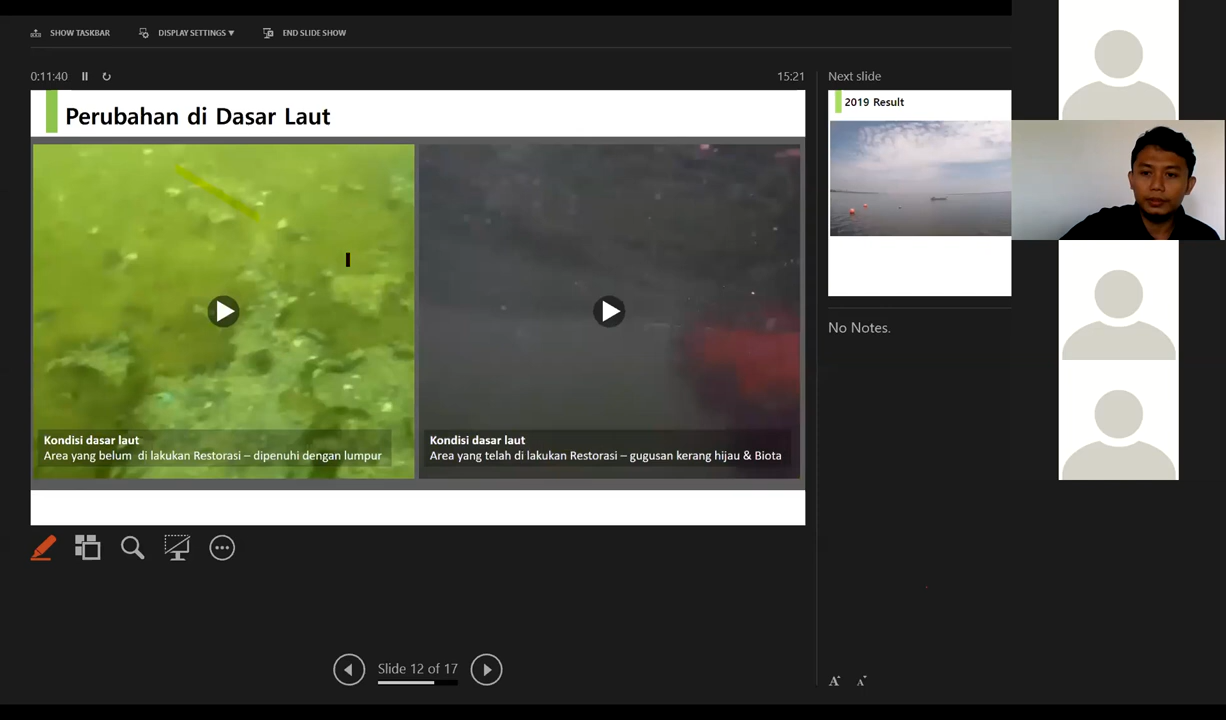 SHOW TASKBAR
DISPLAY SETTINGS ▾
END SLIDE SHOW
0:11:40
15:21
Next slide
Perubahan di Dasar Laut
2019 Result
Kondisi dasar laut
Area yang belum di lakukan Restorasi – dipenuhi dengan lumpur
Kondisi dasar laut
Area yang telah di lakukan Restorasi – gugusan kerang hijau & Biota
No Notes.
Slide 12 of 17
A A